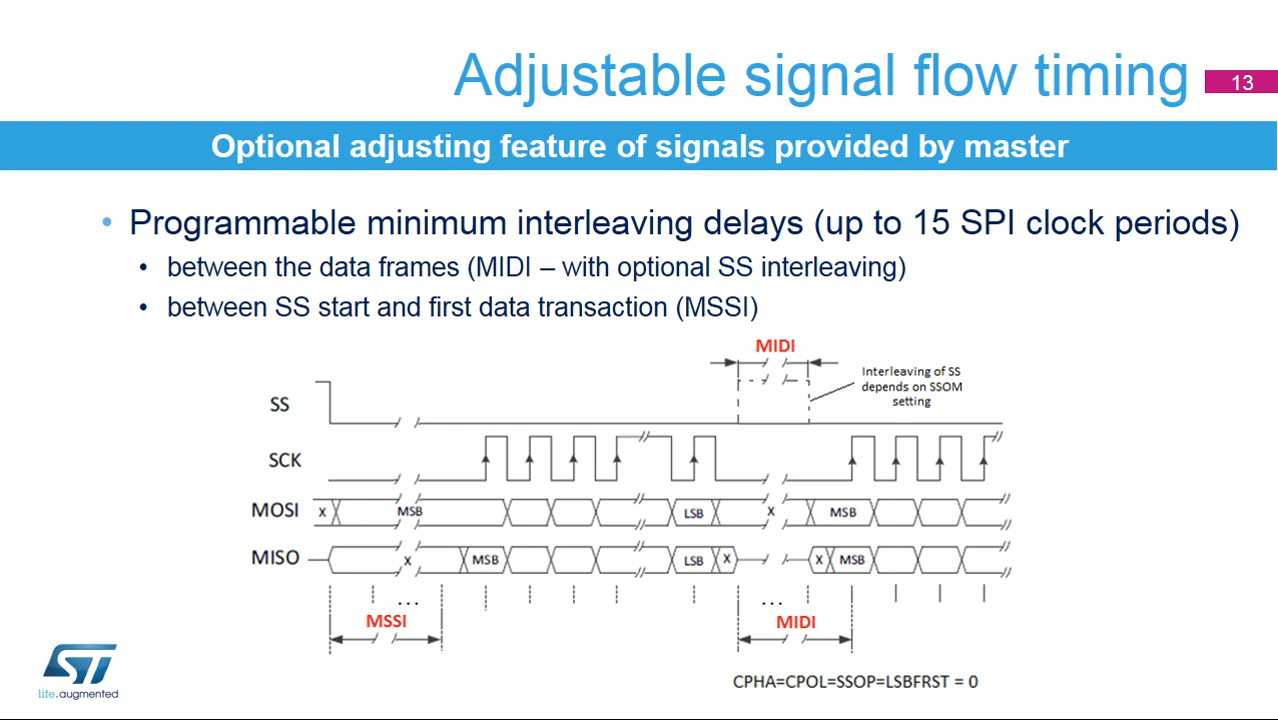 Adjustable signal flow timing
13
Optional adjusting feature of signals provided by master
• Programmable minimum interleaving delays (up to 15 SPI clock periods)
• between the data frames (MIDI – with optional SS interleaving)
• between SS start and first data transaction (MSSI)
MIDI
Interleaving of SS
depends on SSOM
setting
SS
SCK
MOSI X MSB LSB X MSB
MISO X MSB LSB X X MSB
... ...
MSSI MIDI
CPHA=CPOL=SSOP=LSBFRST = 0
ST
life.augmented